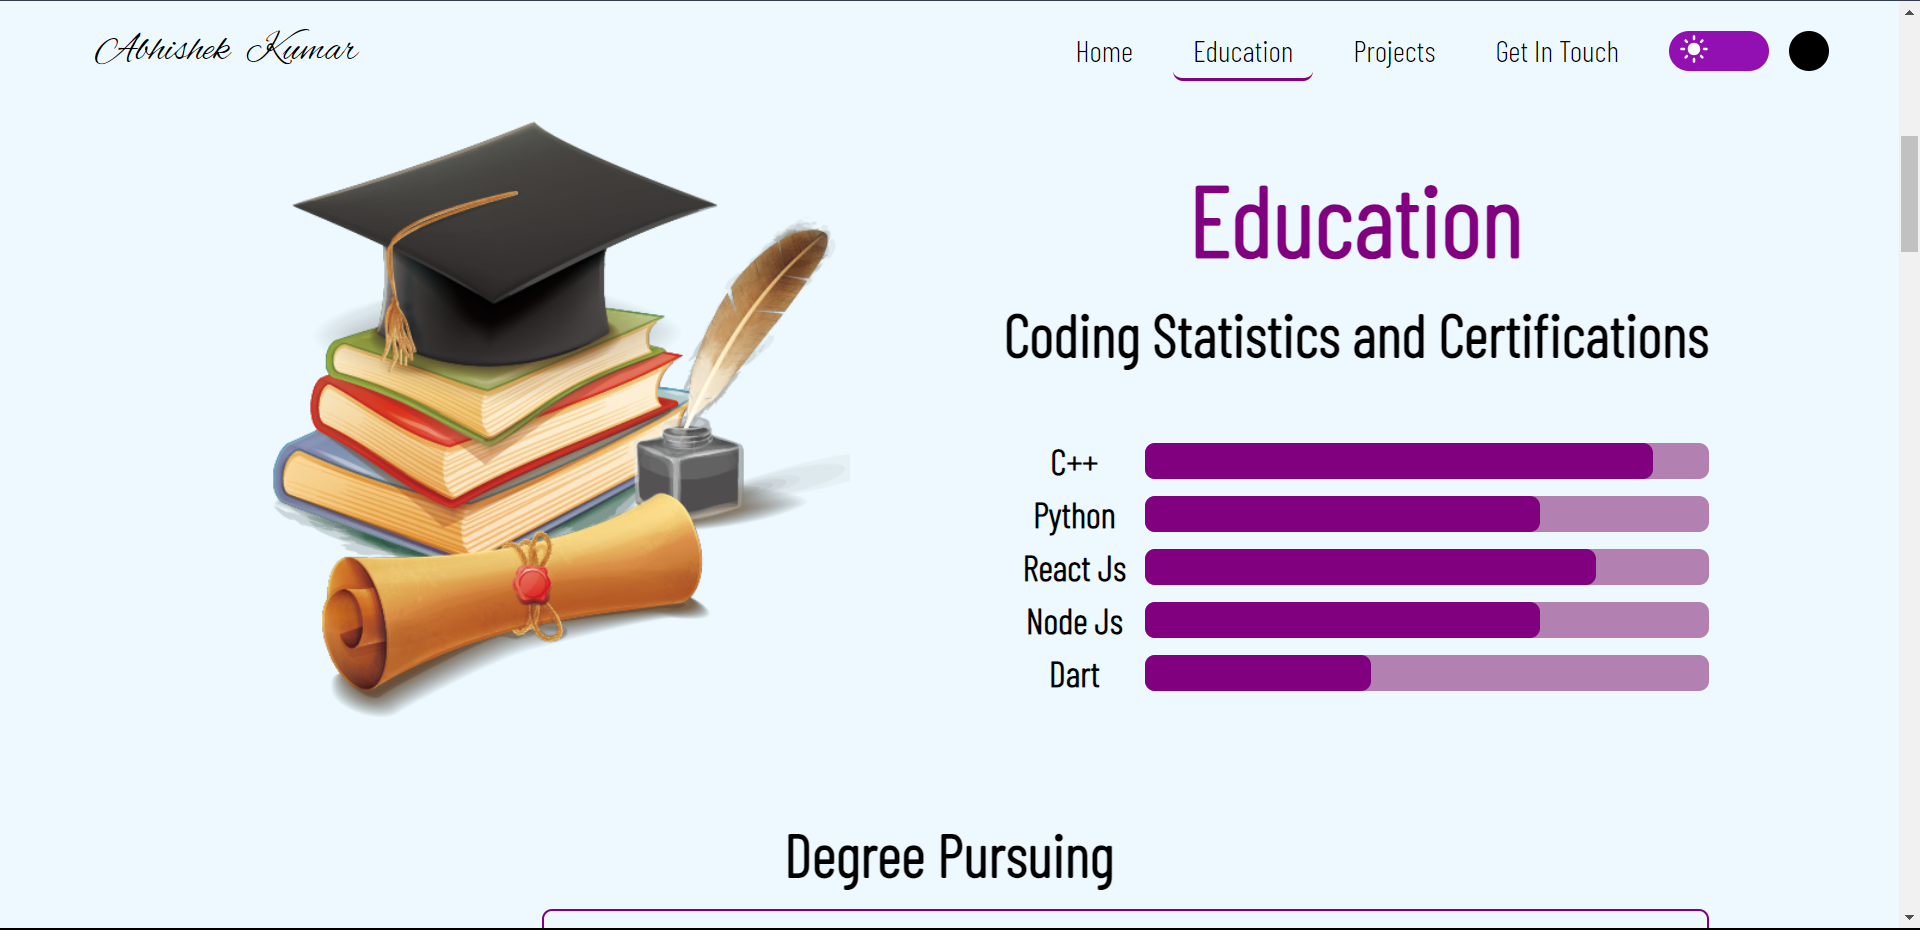 Abhishek Kumar
Home Education Projects Get In Touch
Education
Coding Statistics and Certifications
C++
Python
React Js
Node Js
Dart
Degree Pursuing